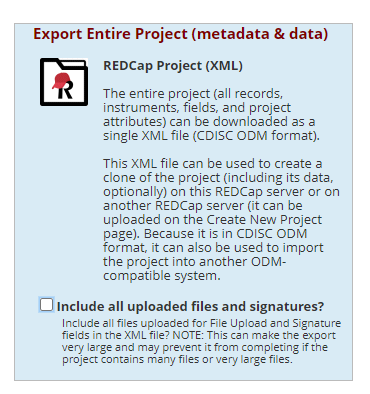 Export Entire Project (metadata & data)
R
REDCap Project (XML)
The entire project (all records,
instruments, fields, and project
attributes) can be downloaded as a
single XML file (CDISC ODM format).
This XML file can be used to create a
clone of the project (including its data,
optionally) on this REDCap server or on
another REDCap server (it can be
uploaded on the Create New Project
page). Because it is in CDISC ODM
format, it can also be used to import
the project into another ODM-
compatible system.
Include all uploaded files and signatures?
Include all files uploaded for File Upload and Signature
fields in the XML file? NOTE: This can make the export
very large and may prevent it from completing if the
project contains many files or very large files.